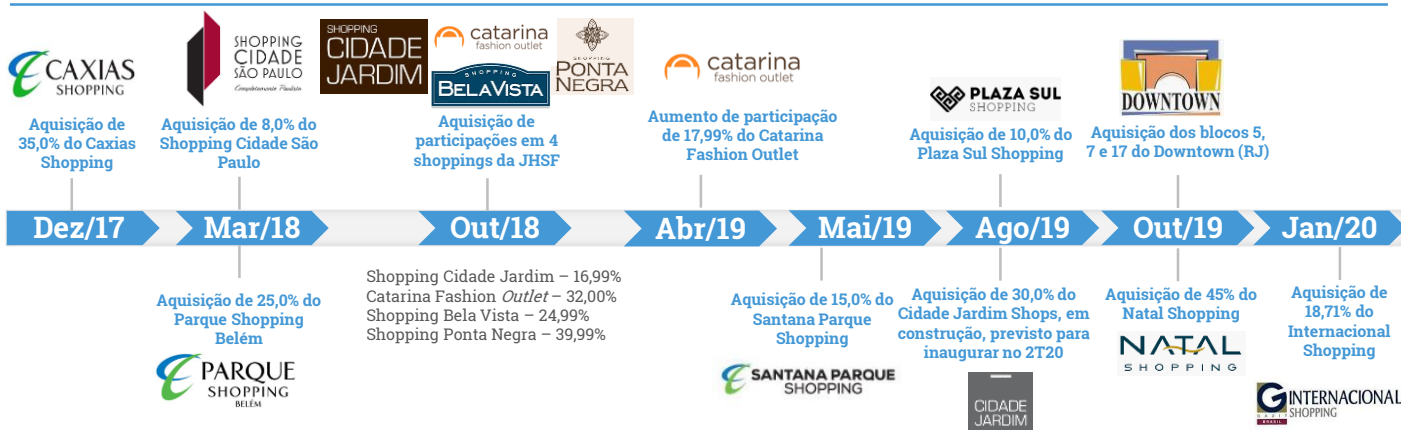 CAXIAS
SHOPPING
SHOPPING
CIDADE
SÃO PAULO
Completamente Paulista
SHOPPING
CIDADE
JARDIM
catarina
fashion outlet
SHOPPING
BELA VISTA
SHOPPING
PONTA
NEGRA
catarina
fashion outlet
PLAZA SUL
SHOPPING
DOWNTOWN
Aquisição de
35,0% do Caxias
Shopping
Aquisição de 8,0% do
Shopping Cidade São
Paulo
Aquisição de
participações em 4
shoppings da JHSF
Aumento de participação
de 17,99% do Catarina
Fashion Outlet
Aquisição de 10,0% do
Plaza Sul Shopping
Aquisição dos blocos 5,
7 e 17 do Downtown (RJ)
Dez/17
Mar/18
Out/18
Abr/19
Mai/19
Ago/19
Out/19
Jan/20
Aquisição de 25,0% do
Parque Shopping
Belém
PARQUE
SHOPPING
BELÉM
Shopping Cidade Jardim – 16,99%
Catarina Fashion Outlet – 32,00%
Shopping Bela Vista – 24,99%
Shopping Ponta Negra – 39,99%
Aquisição de 15,0% do
Santana Parque
Shopping
SANTANA PARQUE
SHOPPING
Aquisição de 30,0% do
Cidade Jardim Shops, em
construção, previsto para
inaugurar no 2T20
CIDADE
JARDIM
Aquisição de 45% do
Natal Shopping
NATAL
SHOPPING
Aquisição de
18,71% do
Internacional
Shopping
G
GAZIT
BRASIL
INTERNACIONAL
SHOPPING